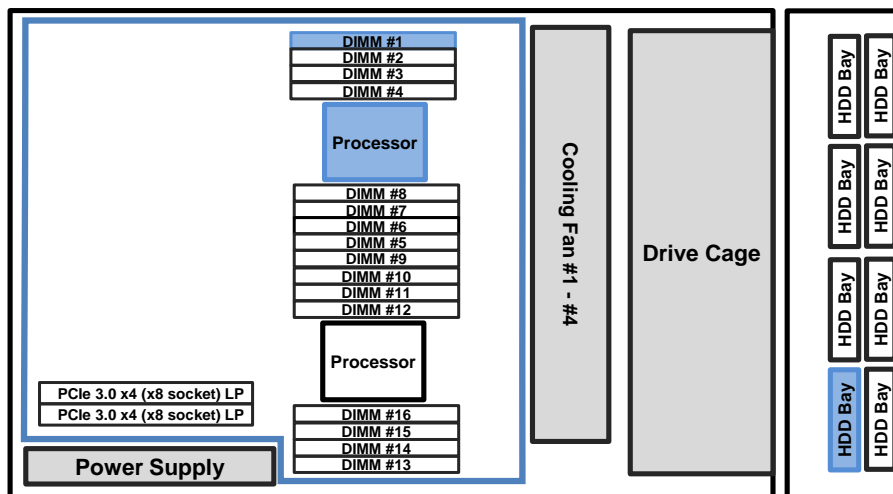 DIMM #1
DIMM #2
DIMM #3
DIMM #4
Processor
DIMM #8
DIMM #7
DIMM #6
DIMM #5
DIMM #9
DIMM #10
DIMM #11
DIMM #12
Processor
DIMM #16
DIMM #15
DIMM #14
DIMM #13
PCIe 3.0 x4 (x8 socket) LP
PCIe 3.0 x4 (x8 socket) LP
Power Supply
Cooling Fan #1 - #4
Drive Cage
HDD Bay
HDD Bay
HDD Bay
HDD Bay
HDD Bay
HDD Bay
HDD Bay
HDD Bay